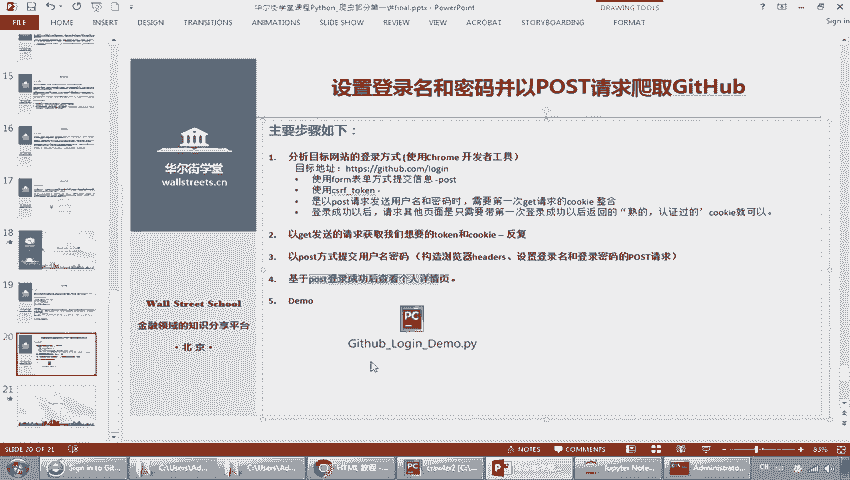 华尔街学堂课程Python_爬虫部分第一讲final.pptx - PowerPoint
DRAWING TOOLS
FILE HOME INSERT DESIGN TRANSITIONS ANIMATIONS SLIDE SHOW REVIEW VIEW ACROBAT STORYBOARDING FORMAT Sign in
15
16
17
18
19
20
21
华尔街学堂
wallstreets.cn
Wall Street School
金融领域的知识分享平台
· 北 京 ·
设置登录名和密码并以POST请求爬取GitHub
主要步骤如下：
1. 分析目标网站的登录方式 (使用Chrome 开发者工具）
目标地址：https://github.com/login
• 使用form表单方式提交信息 -post
• 使用csrf_token -
• 是以post请求发送用户名和密码时，需要第一次get请求的cookie 整合
• 登录成功以后，请求其他页面是只需要带第一次登录成功以后返回的“熟的，认证过的’ cookie就可以。
2. 以get发送的请求获取我们想要的token和cookie – 反复
3. 以post方式提交用户名密码 （构造浏览器headers、设置登录名和登录密码的POST请求）
4. 基于post登录成功后查看个人详情页。
5. Demo
PC
Github_Login_Demo.py
SLIDE 20 OF 21 NOTES COMMENTS 83%
Sign in to Git... C:\Users\Ad... C:\Users\Ad... HTML 教程 - ... crawler2 [C:\... Jupyter Note... Administrato... CH